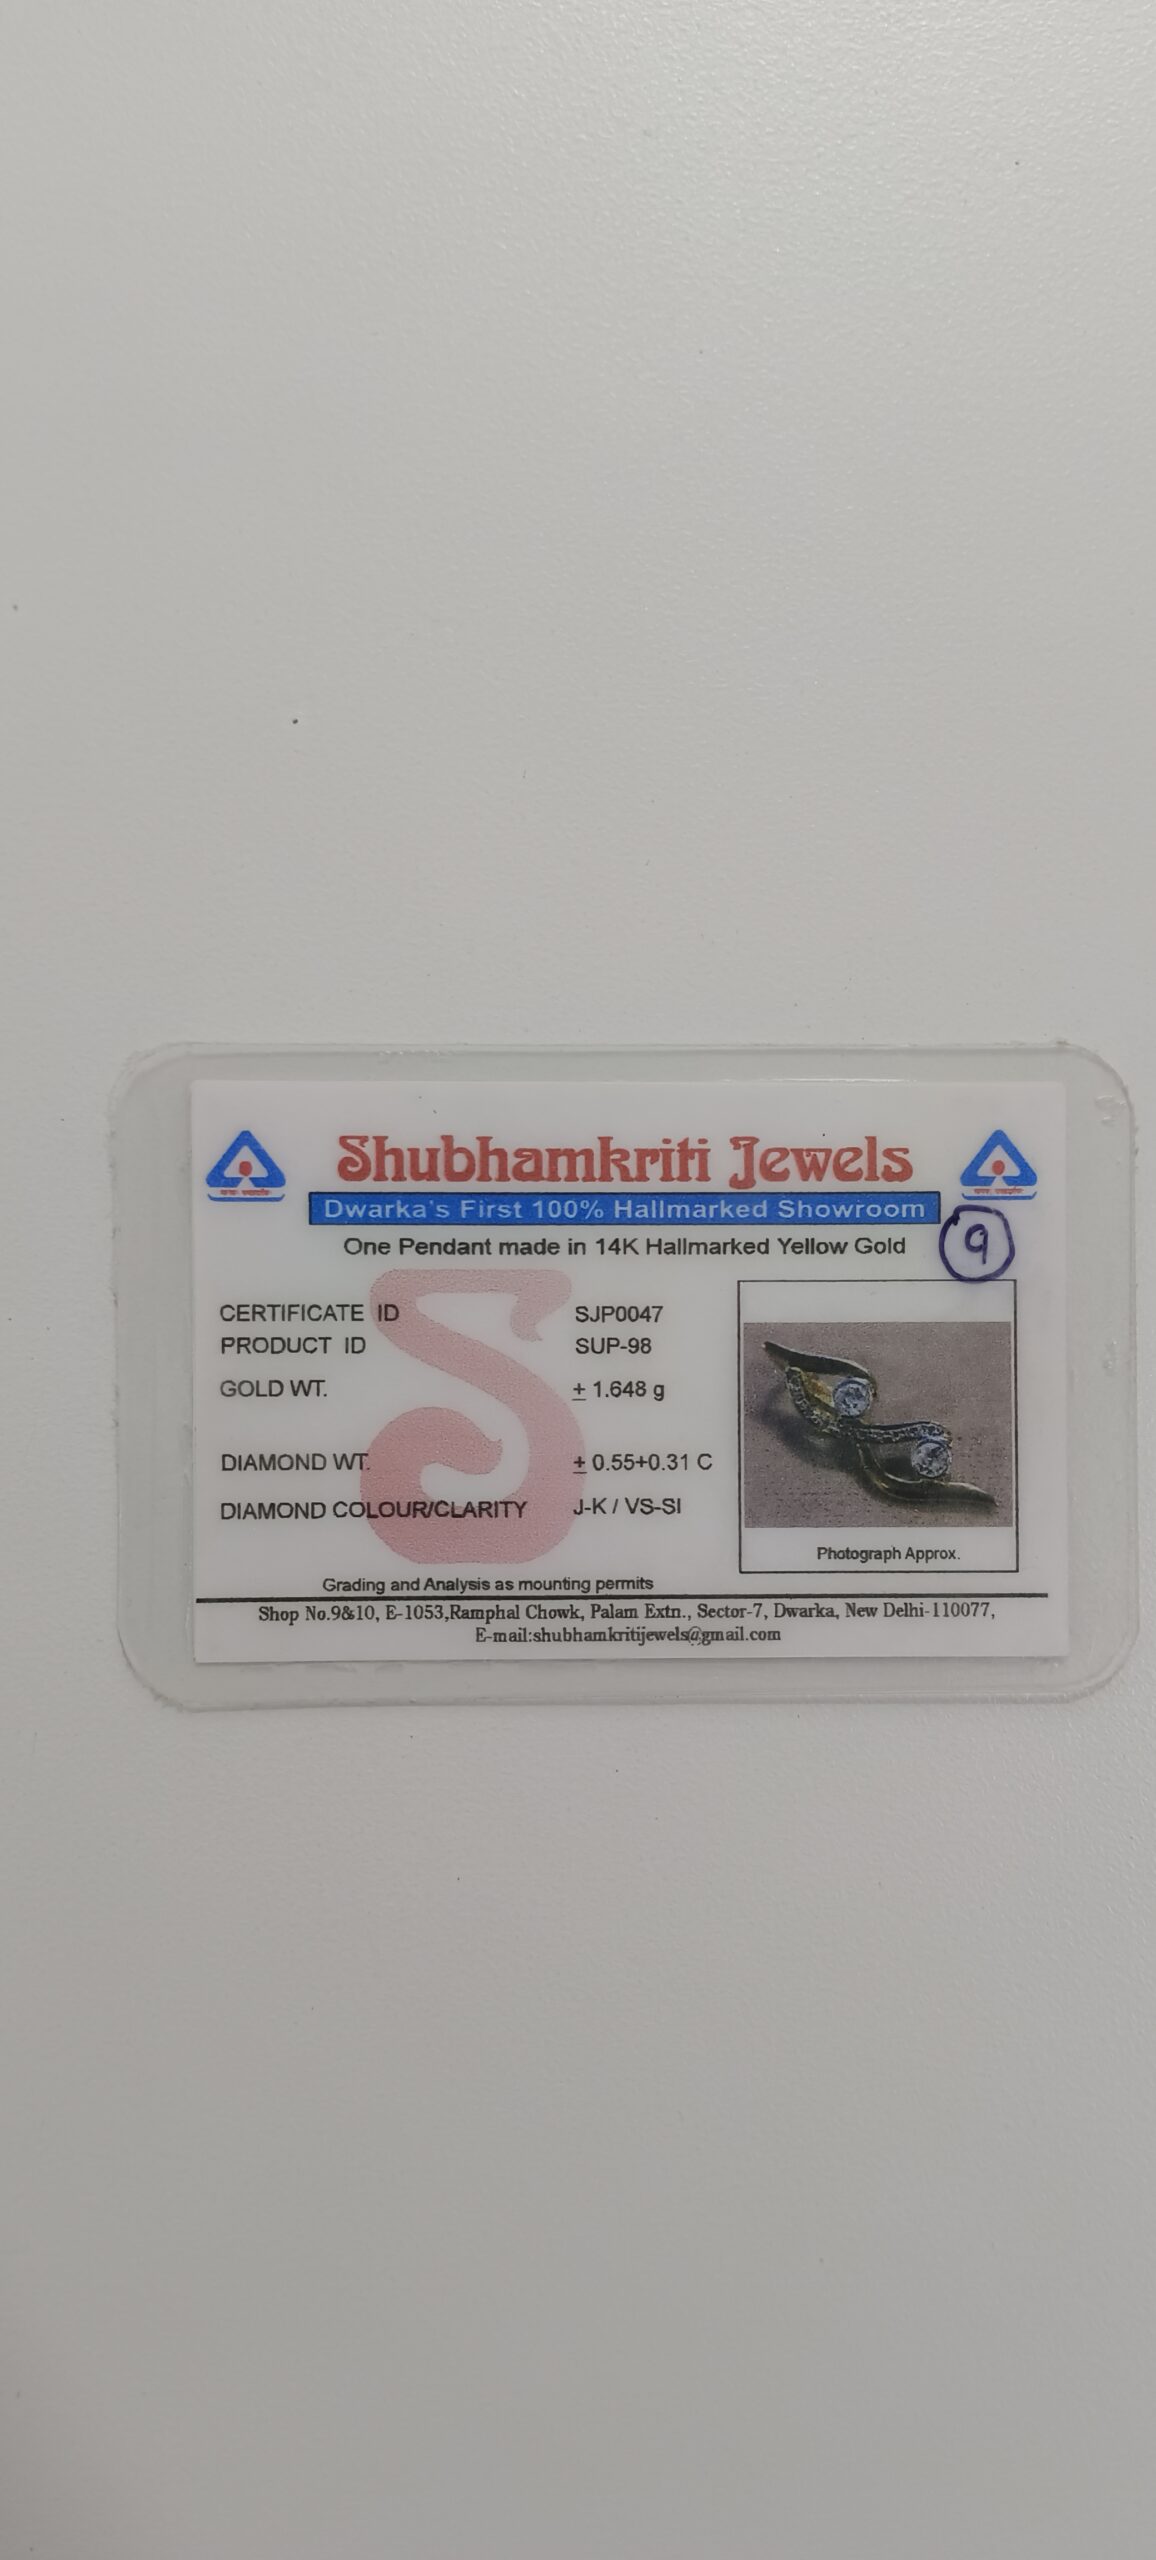 Shubhamkriti Jewels
Dwarka's First 100% Hallmarked Showroom
One Pendant made in 14K Hallmarked Yellow Gold
9
CERTIFICATE ID SJP0047
PRODUCT ID SUP-98
GOLD WT. ± 1.648 g
DIAMOND WT. ± 0.55+0.31 C
DIAMOND COLOUR/CLARITY J-K / VS-SI
Photograph Approx.
Grading and Analysis as mounting permits
Shop No.9&10, E-1053,Ramphal Chowk, Palam Extn., Sector-7, Dwarka, New Delhi-110077,
E-mail:shubhamkritijewels@gmail.com